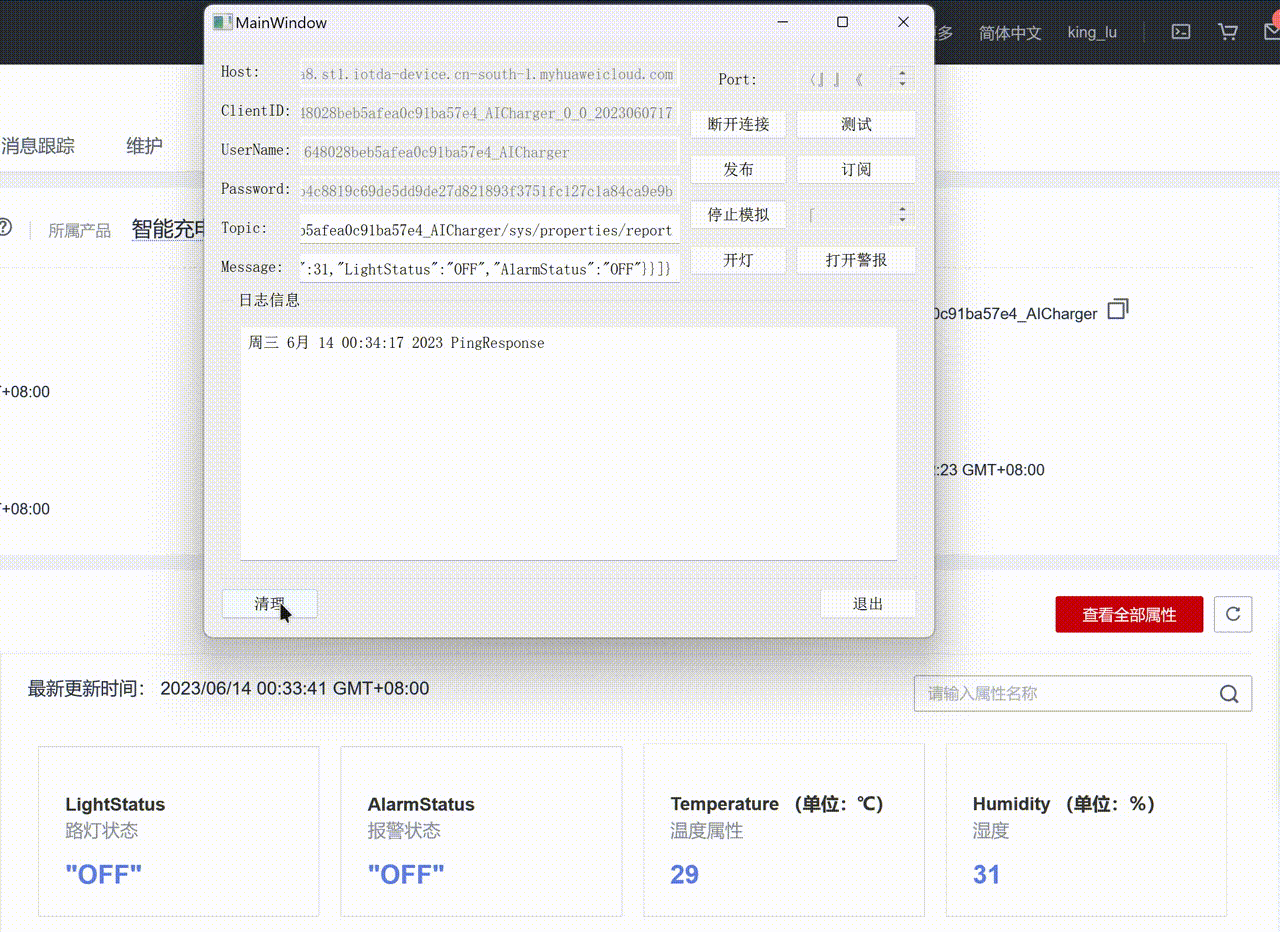 MainWindow
多 简体中文 king_lu
消息跟踪 维护
所属产品 智能充电
Host: a8.st1.iotda-device.cn-south-1.myhuaweicloud.com
Port:
ClientID: 48028beb5afea0c91ba57e4_AICharger_0_0_2023060717
断开连接 测试
UserName: 648028beb5afea0c91ba57e4_AICharger
发布 订阅
Password: b4c8819c69de5dd9de27d821893f3751fc127c1a84ca9e9b
停止模拟
Topic: b5afea0c91ba57e4_AICharger/sys/properties/report
开灯 打开警报
Message: ":31,"LightStatus":"OFF","AlarmStatus":"OFF"}}]}
日志信息
0c91ba57e4_AICharger
周三 6月 14 00:34:17 2023 PingResponse
+08:00
:23 GMT+08:00
+08:00
清理 退出
查看全部属性
最新更新时间： 2023/06/14 00:33:41 GMT+08:00
请输入属性名称
LightStatus
路灯状态
"OFF"
AlarmStatus
报警状态
"OFF"
Temperature （单位：℃）
温度属性
29
Humidity （单位：%）
湿度
31